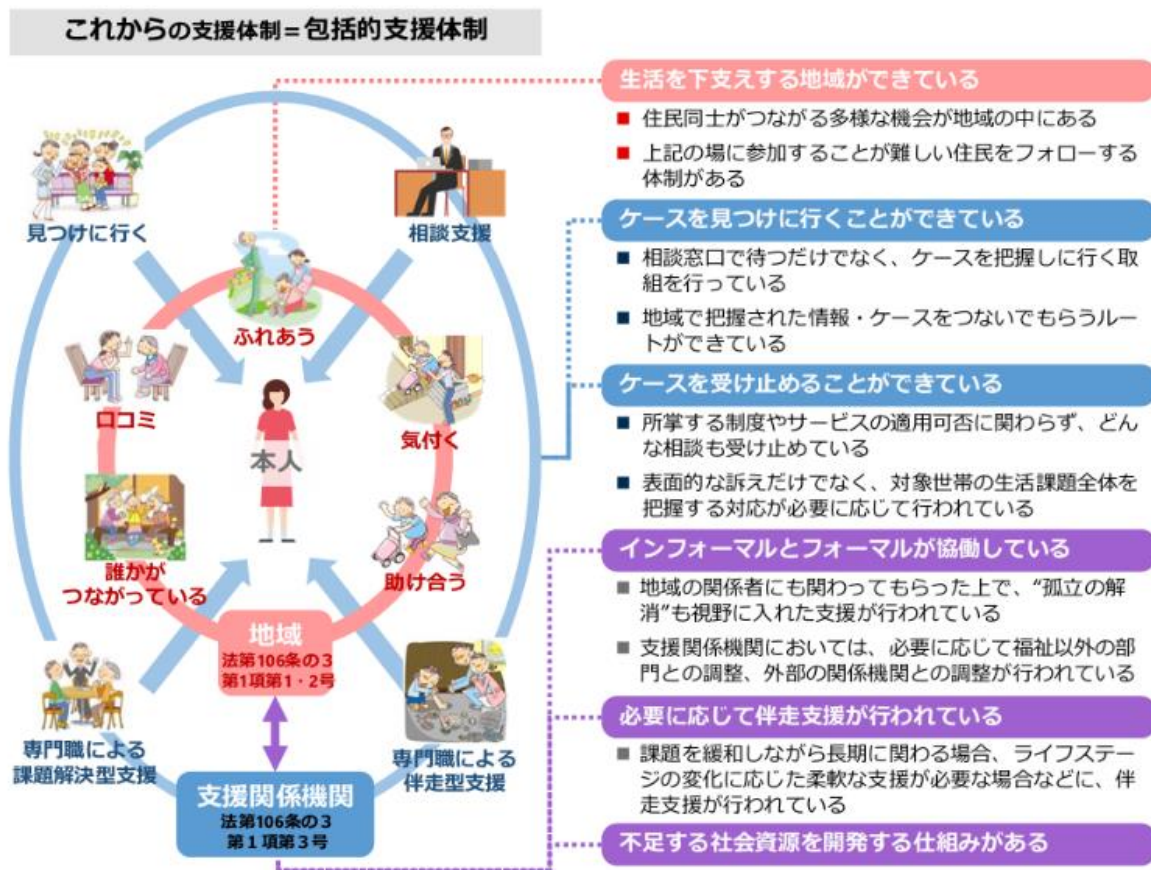 これからの支援体制＝包括的支援体制
見つけに行く
相談支援
ふれあう
口コミ
気付く
本人
誰かが
つながっている
助け合う
地域
法第106条の３
第1項第1・2号
専門職による
課題解決型支援
専門職による
伴走型支援
支援関係機関
法第106条の３
第１項第３号
生活を下支えする地域ができている
■ 住民同士がつながる多様な機会が地域の中にある
■ 上記の場に参加することが難しい住民をフォローする
体制がある
ケースを見つけに行くことができている
■ 相談窓口で待つだけでなく、ケースを把握しに行く取
組を行っている
■ 地域で把握された情報・ケースをつないでもらうルー
トができている
ケースを受け止めることができている
■ 所掌する制度やサービスの適用可否に関わらず、どん
な相談も受け止めている
■ 表面的な訴えだけでなく、対象世帯の生活課題全体を
把握する対応が必要に応じて行われている
インフォーマルとフォーマルが協働している
■ 地域の関係者にも関わってもらった上で、“孤立の解
消”も視野に入れた支援が行われている
■ 支援関係機関においては、必要に応じて福祉以外の部
門との調整、外部の関係機関との調整が行われている
必要に応じて伴走支援が行われている
■ 課題を緩和しながら長期に関わる場合、ライフステー
ジの変化に応じた柔軟な支援が必要な場合などに、伴
走支援が行われている
不足する社会資源を開発する仕組みがある